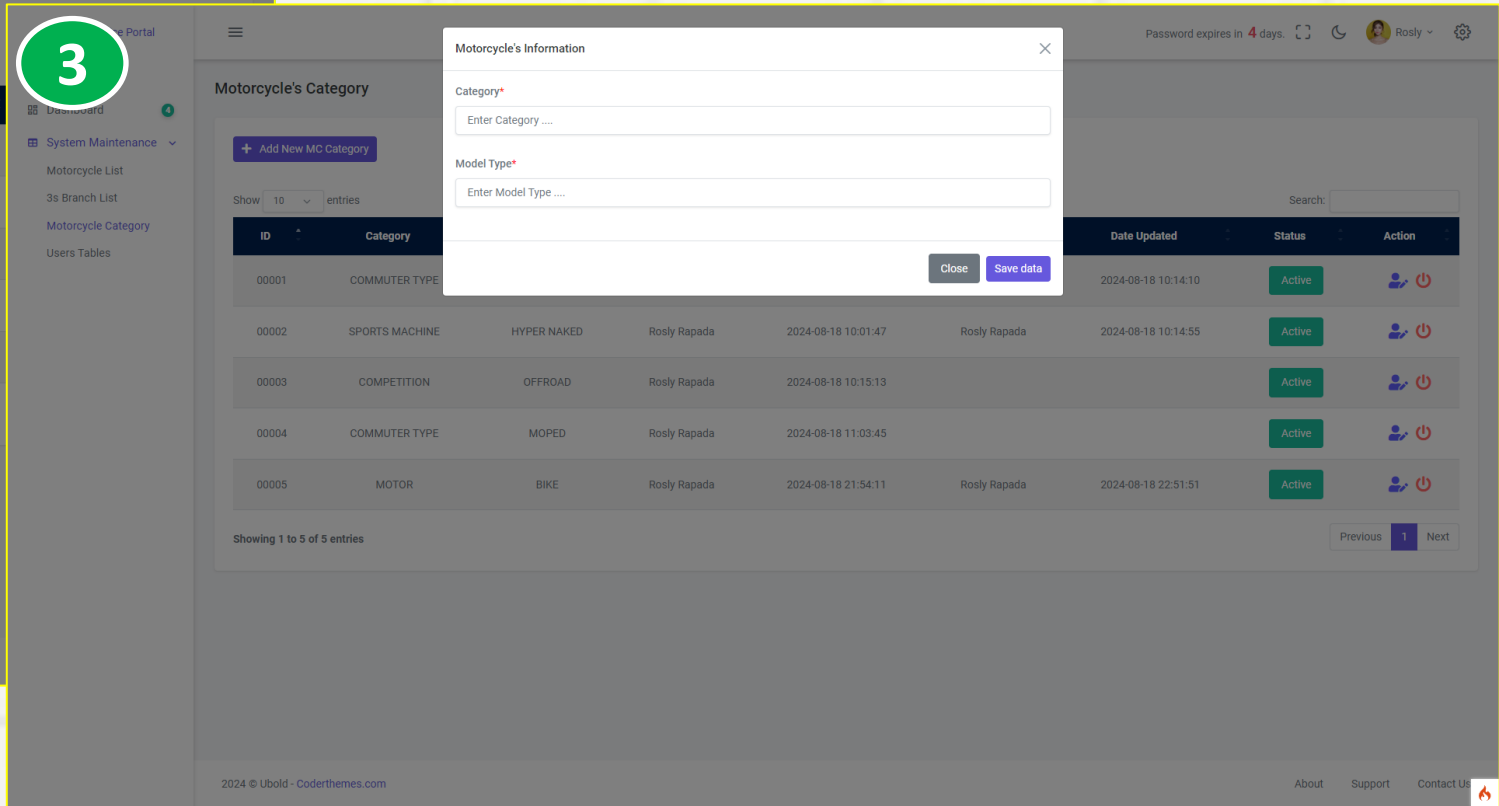 3
e Portal
Password expires in 4 days.
Rosly
Motorcycle's Information
Category*
Enter Category ....
Model Type*
Enter Model Type ....
Close
Save data
Dashboard 4
System Maintenance
Motorcycle List
3s Branch List
Motorcycle Category
Users Tables
Motorcycle's Category
+ Add New MC Category
Show 10 entries
Search:
ID Category Date Updated Status Action
00001 COMMUTER TYPE 2024-08-18 10:14:10 Active
00002 SPORTS MACHINE HYPER NAKED Rosly Rapada 2024-08-18 10:01:47 Rosly Rapada 2024-08-18 10:14:55 Active
00003 COMPETITION OFFROAD Rosly Rapada 2024-08-18 10:15:13 Active
00004 COMMUTER TYPE MOPED Rosly Rapada 2024-08-18 11:03:45 Active
00005 MOTOR BIKE Rosly Rapada 2024-08-18 21:54:11 Rosly Rapada 2024-08-18 22:51:51 Active
Showing 1 to 5 of 5 entries
Previous 1 Next
2024 © Ubold - Coderthemes.com
About Support Contact Us